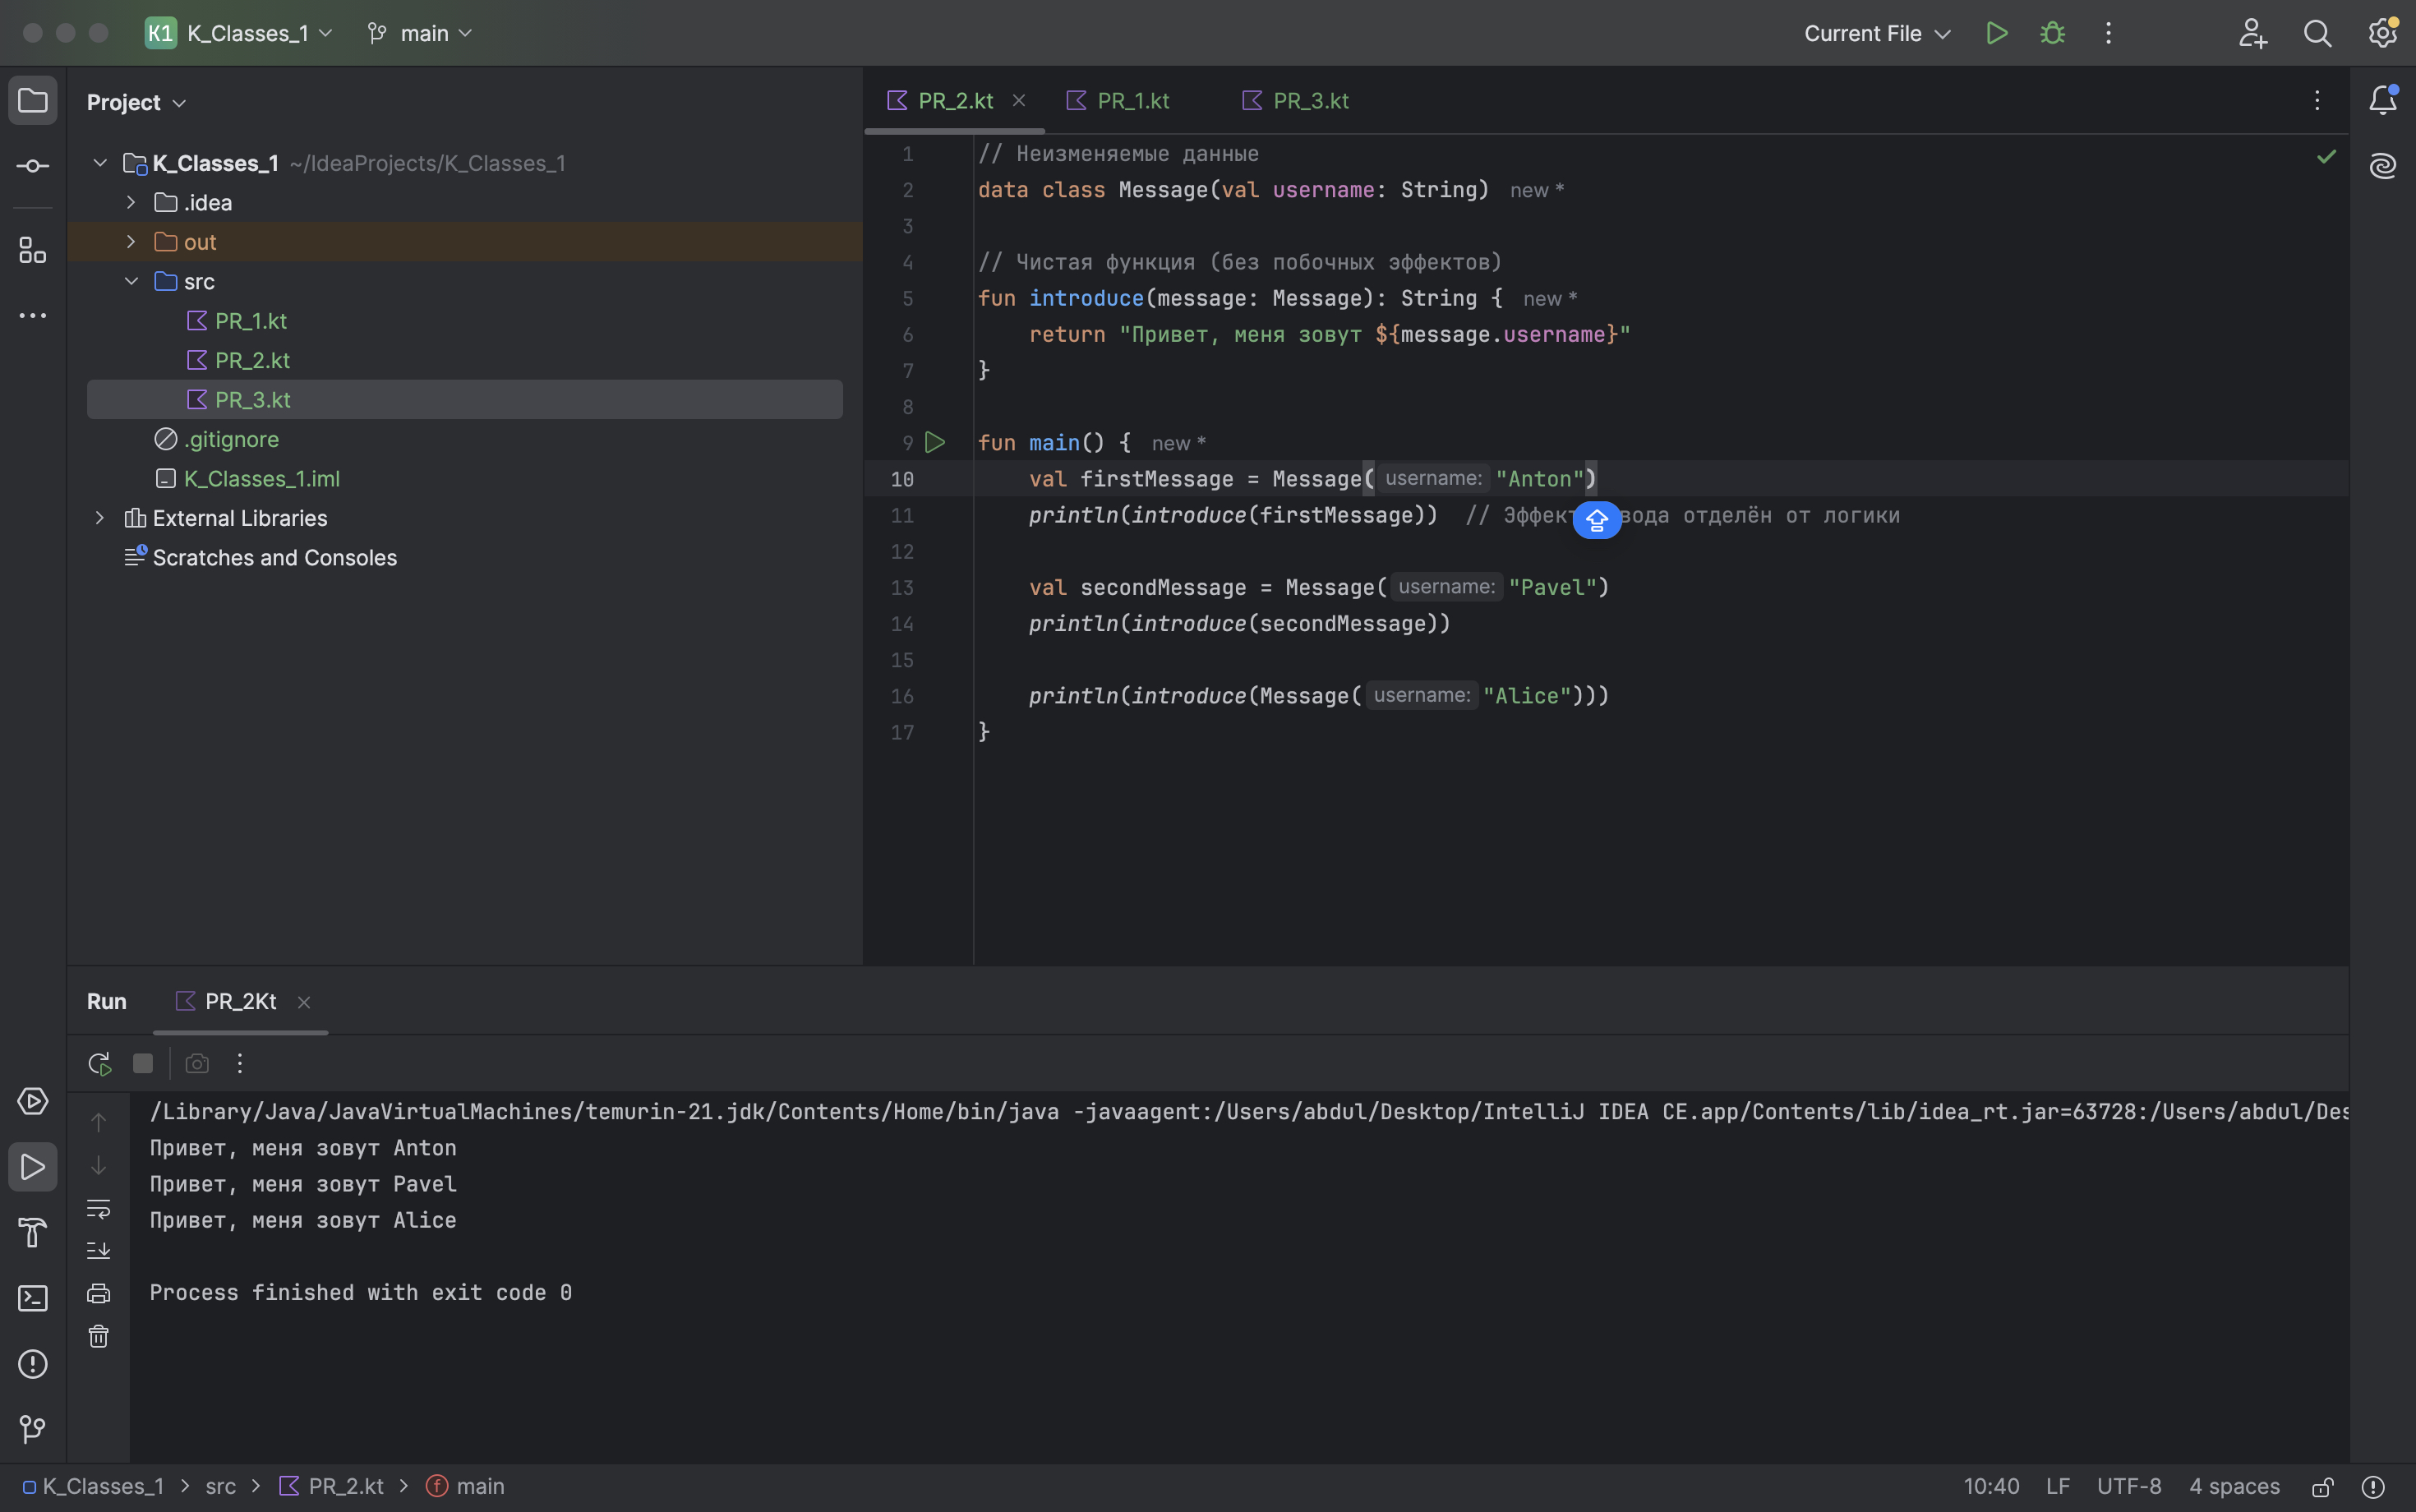 K1 K_Classes_1 main Current File
Project
K_Classes_1 ~/IdeaProjects/K_Classes_1
.idea
out
src
PR_1.kt
PR_2.kt
PR_3.kt
.gitignore
K_Classes_1.iml
External Libraries
Scratches and Consoles
PR_2.kt PR_1.kt PR_3.kt
1 // Неизменяемые данные
2 data class Message(val username: String) new *
3
4 // Чистая функция (без побочных эффектов)
5 fun introduce(message: Message): String { new *
6 return "Привет, меня зовут ${message.username}"
7 }
8
9 fun main() { new *
10 val firstMessage = Message( username: "Anton")
11 println(introduce(firstMessage)) // отделён от логики
12
13 val secondMessage = Message( username: "Pavel")
14 println(introduce(secondMessage))
15
16 println(introduce(Message( username: "Alice")))
17 }
Run PR_2Kt
/Library/Java/JavaVirtualMachines/temurin-21.jdk/Contents/Home/bin/java -javaagent:/Users/abdul/Desktop/IntelliJ IDEA CE.app/Contents/lib/idea_rt.jar=63728:/Users/abdul/Des
Привет, меня зовут Anton
Привет, меня зовут Pavel
Привет, меня зовут Alice
Process finished with exit code 0
K_Classes_1 > src > PR_2.kt > main 10:40 LF UTF-8 4 spaces